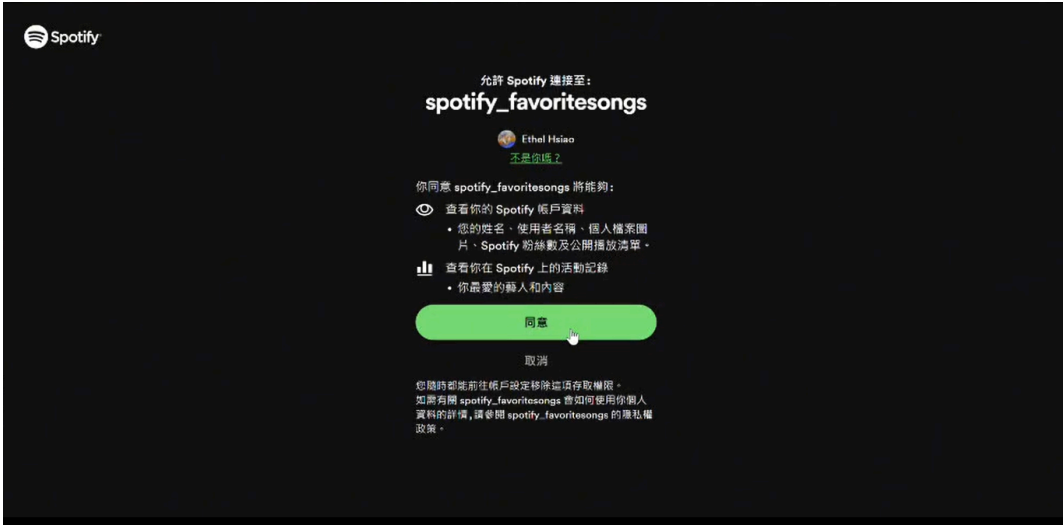 Spotify
允許 Spotify 連接至：
spotify_favoritesongs
Ethel Hsiao
不是你嗎？
你同意 spotify_favoritesongs 將能夠：
查看你的 Spotify 帳戶資料
• 您的姓名、使用者名稱、個人檔案圖
片、Spotify 粉絲數及公開播放清單。
查看你在 Spotify 上的活動記錄
• 你最愛的藝人和內容
同意
取消
您隨時都能前往帳戶設定移除這項存取權限。
如需有關 spotify_favoritesongs 會如何使用你個人
資料的詳情，請參閱 spotify_favoritesongs 的隱私權
政策。